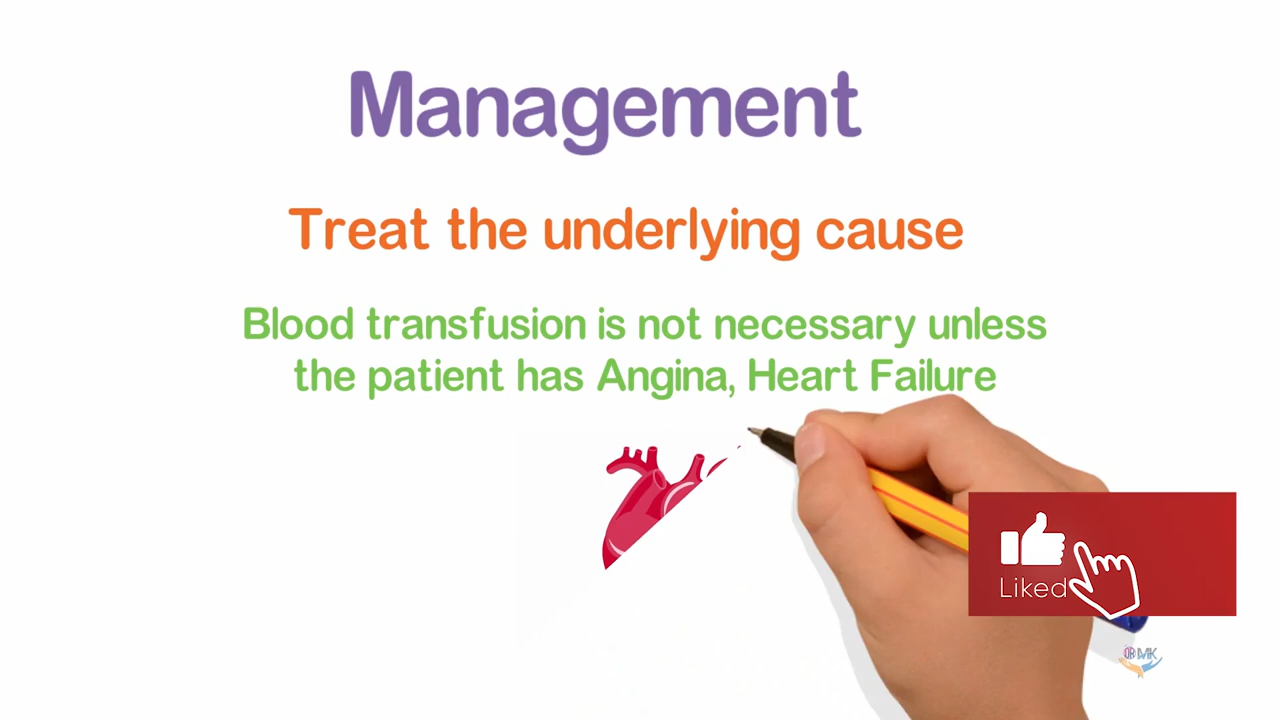 Management
Treat the underlying cause
Blood transfusion is not necessary unless
the patient has Angina, Heart Failure
Liked